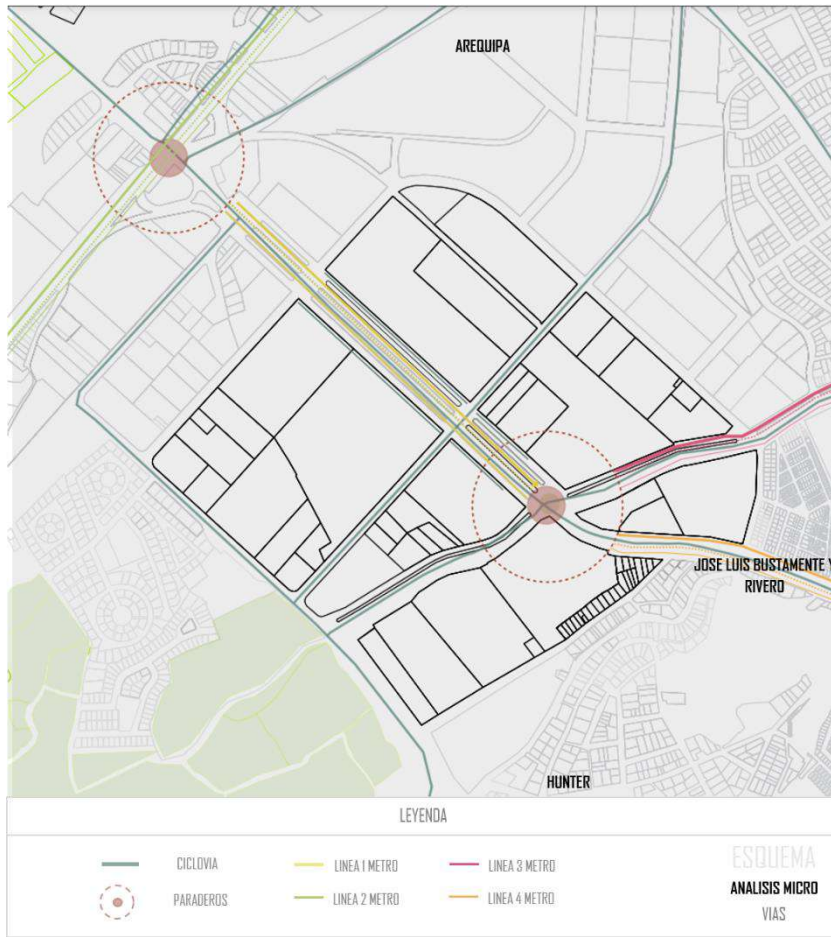 AREQUIPA
JOSE LUIS BUSTAMENTE Y
RIVERO
HUNTER
LEYENDA
CICLOVIA
LINEA 1 METRO
LINEA 3 METRO
PARADEROS
LINEA 2 METRO
LINEA 4 METRO
ESQUEMA
ANALISIS MICRO
VIAS